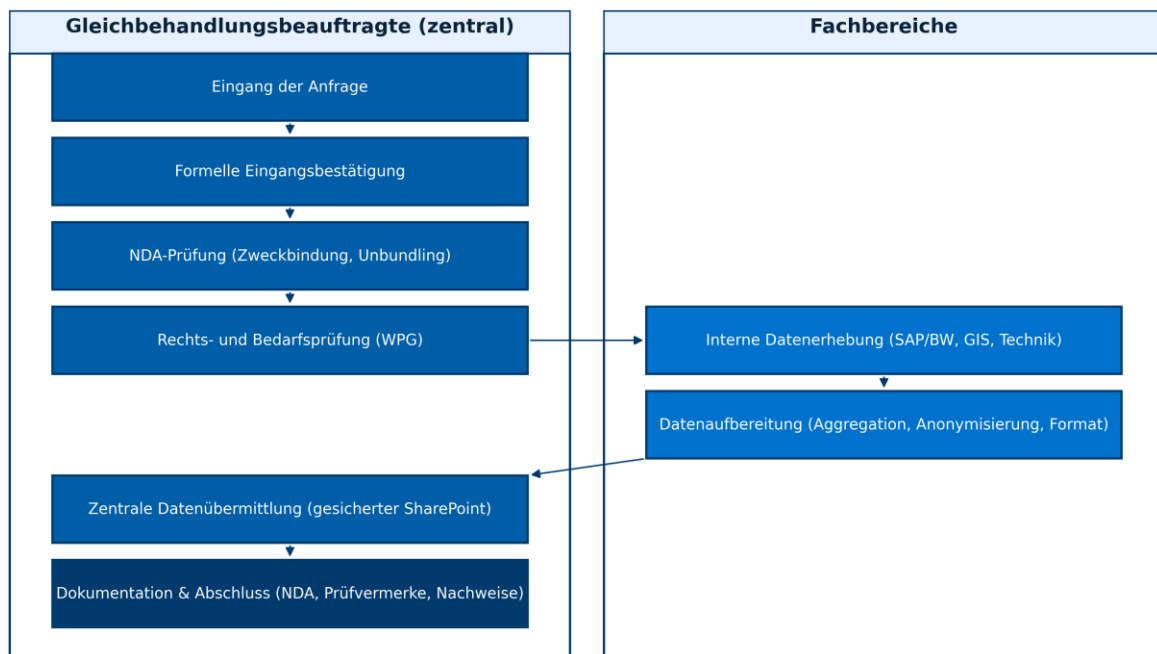 Gleichbehandlungsbeauftragte (zentral)
Fachbereiche
Eingang der Anfrage
Formelle Eingangsbestätigung
NDA-Prüfung (Zweckbindung, Unbundling)
Rechts- und Bedarfsprüfung (WPG)
Interne Datenerhebung (SAP/BW, GIS, Technik)
Datenaufbereitung (Aggregation, Anonymisierung, Format)
Zentrale Datenübermittlung (gesicherter SharePoint)
Dokumentation & Abschluss (NDA, Prüfvermerke, Nachweise)